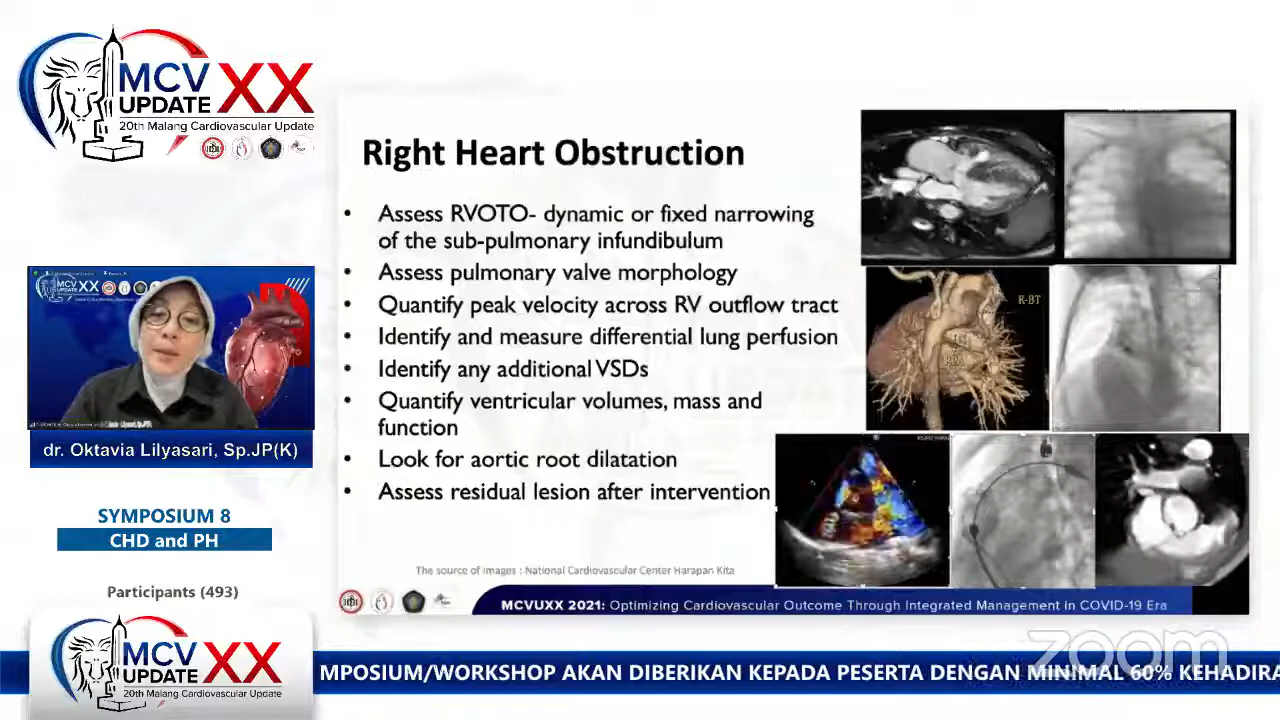 MCV XX
UPDATE
20th Malang Cardiovascular Update
dr. Oktavia Lilyasari, Sp.JP(K)
SYMPOSIUM 8
CHD and PH
Participants (493)
Right Heart Obstruction
• Assess RVOTO- dynamic or fixed narrowing
of the sub-pulmonary infundibulum
• Assess pulmonary valve morphology
• Quantify peak velocity across RV outflow tract
• Identify and measure differential lung perfusion
• Identify any additional VSDs
• Quantify ventricular volumes, mass and
function
• Look for aortic root dilatation
• Assess residual lesion after intervention
R-BT
The source of images : National Cardiovascular Center Harapan Kita
MCVUXX 2021: Optimizing Cardiovascular Outcome Through Integrated Management in COVID-19 Era
zoom
MCV XX
UPDATE
20th Malang Cardiovascular Update
MPOSIUM/WORKSHOP AKAN DIBERIKAN KEPADA PESERTA DENGAN MINIMAL 60% KEHADIRA